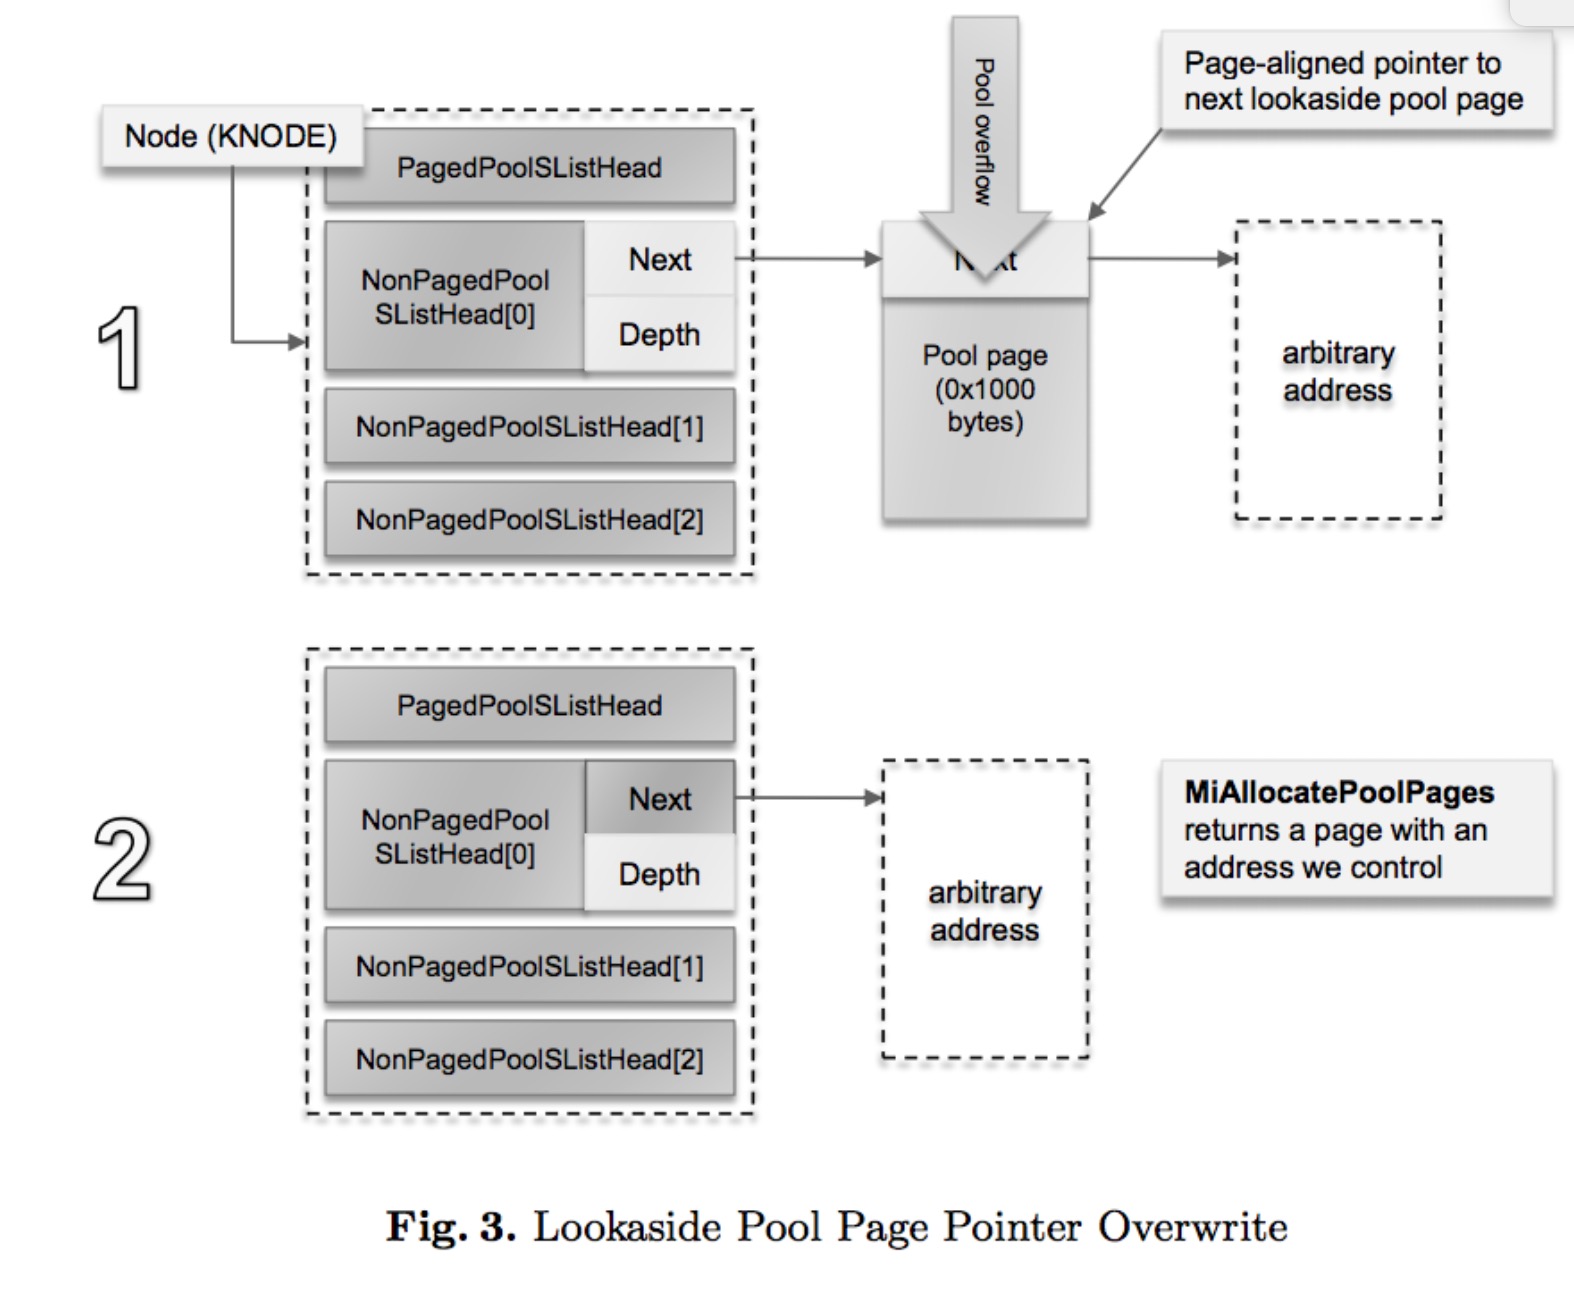 Node (KNODE)
PagedPoolSListHead
NonPagedPool
SListHead[0]
Next
Depth
NonPagedPoolSListHead[1]
NonPagedPoolSListHead[2]
1
Pool overflow
Page-aligned pointer to
next lookaside pool page
Pool page
(0x1000
bytes)
arbitrary
address
2
PagedPoolSListHead
NonPagedPool
SListHead[0]
Next
Depth
NonPagedPoolSListHead[1]
NonPagedPoolSListHead[2]
arbitrary
address
MiAllocatePoolPages
returns a page with an
address we control
Fig. 3. Lookaside Pool Page Pointer Overwrite